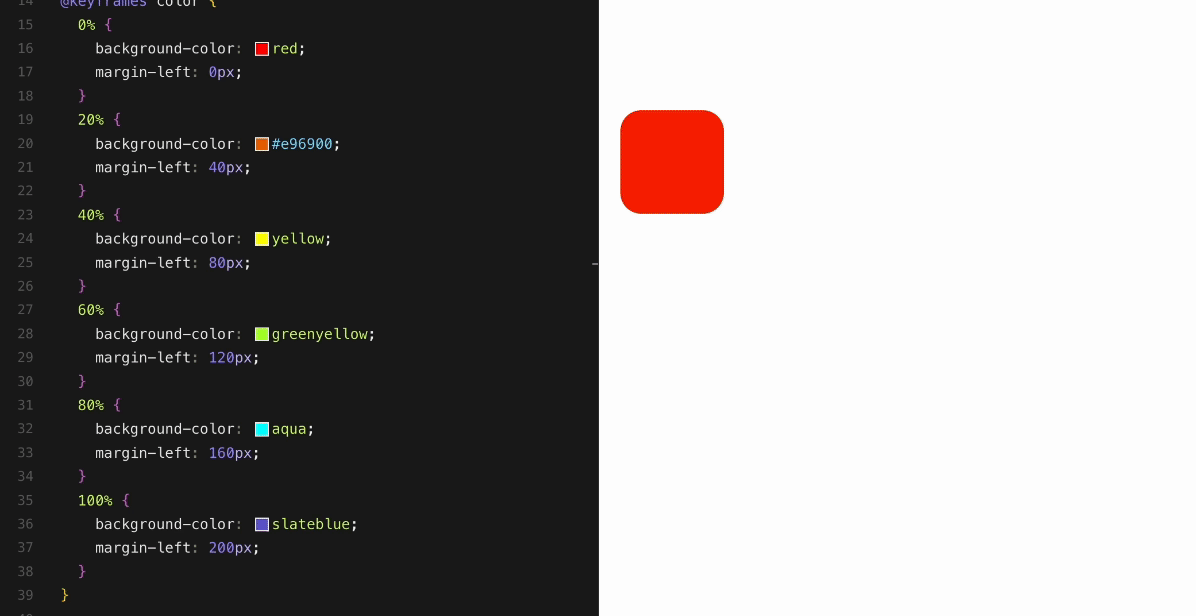 14 @keyframes color {
15 0% {
16 background-color: red;
17 margin-left: 0px;
18 }
19 20% {
20 background-color: #e96900;
21 margin-left: 40px;
22 }
23 40% {
24 background-color: yellow;
25 margin-left: 80px;
26 }
27 60% {
28 background-color: greenyellow;
29 margin-left: 120px;
30 }
31 80% {
32 background-color: aqua;
33 margin-left: 160px;
34 }
35 100% {
36 background-color: slateblue;
37 margin-left: 200px;
38 }
39 }